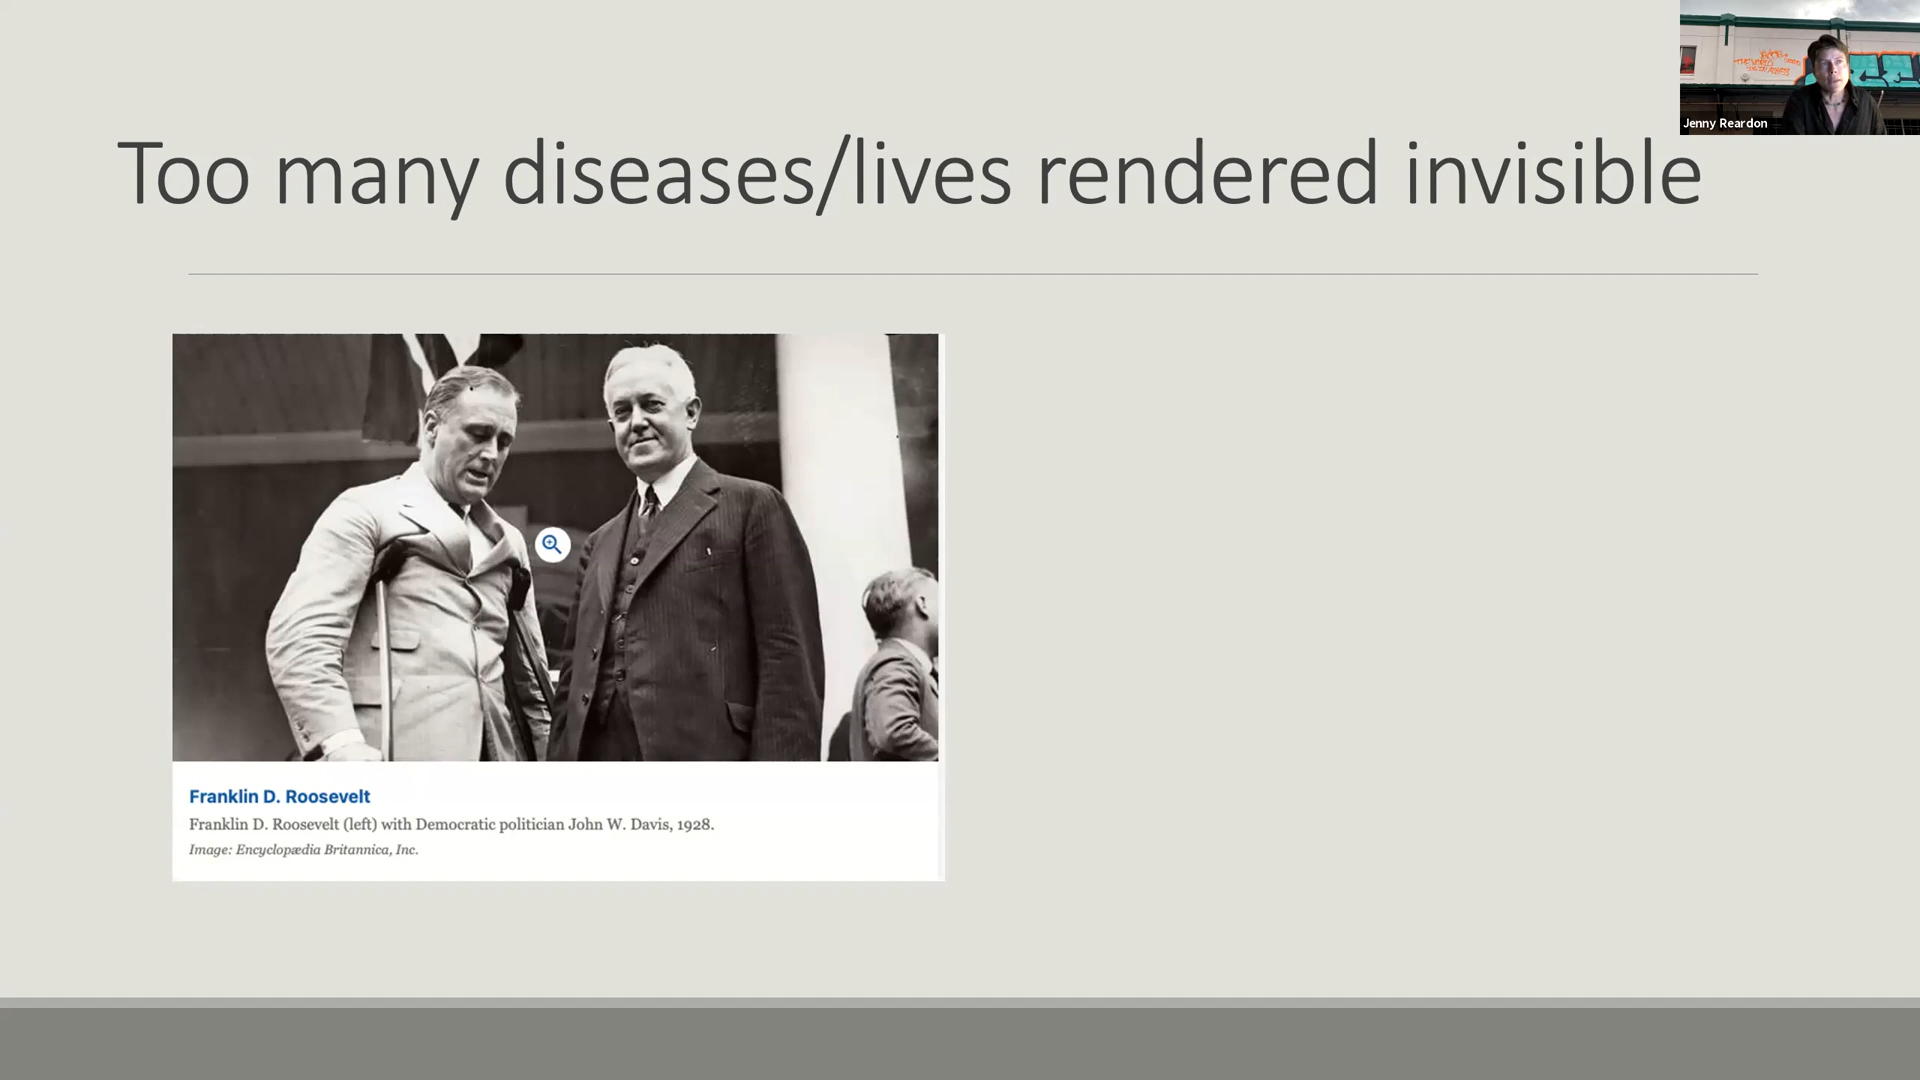 Too many diseases/lives rendered invisible
Jenny Reardon
Franklin D. Roosevelt
Franklin D. Roosevelt (left) with Democratic politician John W. Davis, 1928.
Image: Encyclopædia Britannica, Inc.